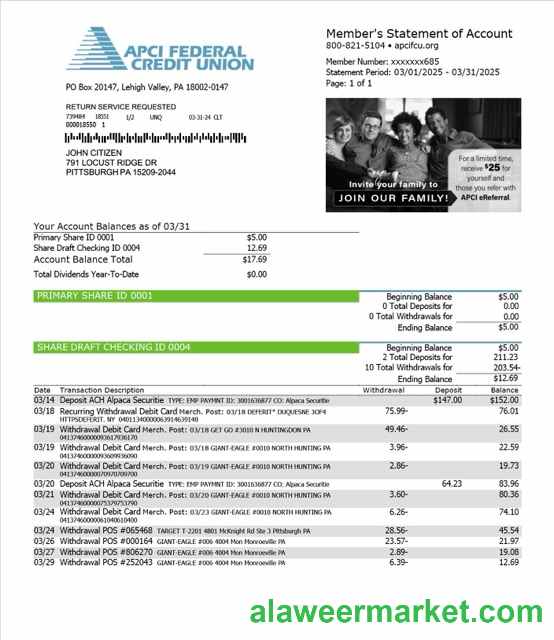 APCI FEDERAL
CREDIT UNION
PO Box 20147, Lehigh Valley, PA 18002-0147
RETURN SERVICE REQUESTED
739484 18551 1/2 UNQ 03-31-24 CLT
000018550 1
JOHN CITIZEN
791 LOCUST RIDGE DR
PITTSBURGH PA 15209-2044
Member's Statement of Account
800-821-5104 • apcifcu.org
Member Number: xxxxxxx685
Statement Period: 03/01/2025 - 03/31/2025
Page: 1 of 1
For a limited time,
receive $25 for
yourself and
those you refer with
APCI eReferral.
Invite your family to
JOIN OUR FAMILY!
Your Account Balances as of 03/31
Primary Share ID 0001 $5.00
Share Draft Checking ID 0004 12.69
Account Balance Total $17.69
Total Dividends Year-To-Date $0.00
PRIMARY SHARE ID 0001 Beginning Balance $5.00
0 Total Deposits for 0.00
0 Total Withdrawals for 0.00
Ending Balance $5.00
SHARE DRAFT CHECKING ID 0004 Beginning Balance $5.00
2 Total Deposits for 211.23
10 Total Withdrawals for 203.54-
Ending Balance $12.69
Date Transaction Description Withdrawal Deposit Balance
03/14 Deposit ACH Alpaca Securitie TYPE: EMP PAYMNT ID: 3001636877 CO: Alpaca Securitie $147.00 $152.00
03/18 Recurring Withdrawal Debit Card Merch. Post: 03/18 DEFERIT* DUQUESNE 3OF4 75.99- 76.01
HTTPSDEFERIT. NY
03/19 Withdrawal Debit Card Merch. Post: 03/18 GET GO #3010 N HUNTINGDON PA 49.46- 26.55
03/19 Withdrawal Debit Card Merch. Post: 03/18 GIANT-EAGLE #0010 NORTH HUNTING PA 3.96- 22.59
03/20 Withdrawal Debit Card Merch. Post: 03/19 GIANT-EAGLE #0010 NORTH HUNTING PA 2.86- 19.73
03/20 Deposit ACH Alpaca Securitie TYPE: EMP PAYMNT ID: 3001636877 CO: Alpaca Securitie 64.23 83.96
03/21 Withdrawal Debit Card Merch. Post: 03/20 GIANT-EAGLE #0010 NORTH HUNTING PA 3.60- 80.36
03/24 Withdrawal Debit Card Merch. Post: 03/23 GIANT-EAGLE #0010 NORTH HUNTING PA 6.26- 74.10
03/24 Withdrawal POS #065468 TARGET T-2201 4801 McKnight Rd Ste 3 Pittsburgh PA 28.56- 45.54
03/26 Withdrawal POS #000164 GIANT-EAGLE #006 4004 Mon Monroeville PA 23.57- 21.97
03/27 Withdrawal POS #806270 GIANT-EAGLE #006 4004 Mon Monroeville PA 2.89- 19.08
03/29 Withdrawal POS #252043 GIANT-EAGLE #006 4004 Mon Monroeville PA 6.39- 12.69
alaweermarket.com